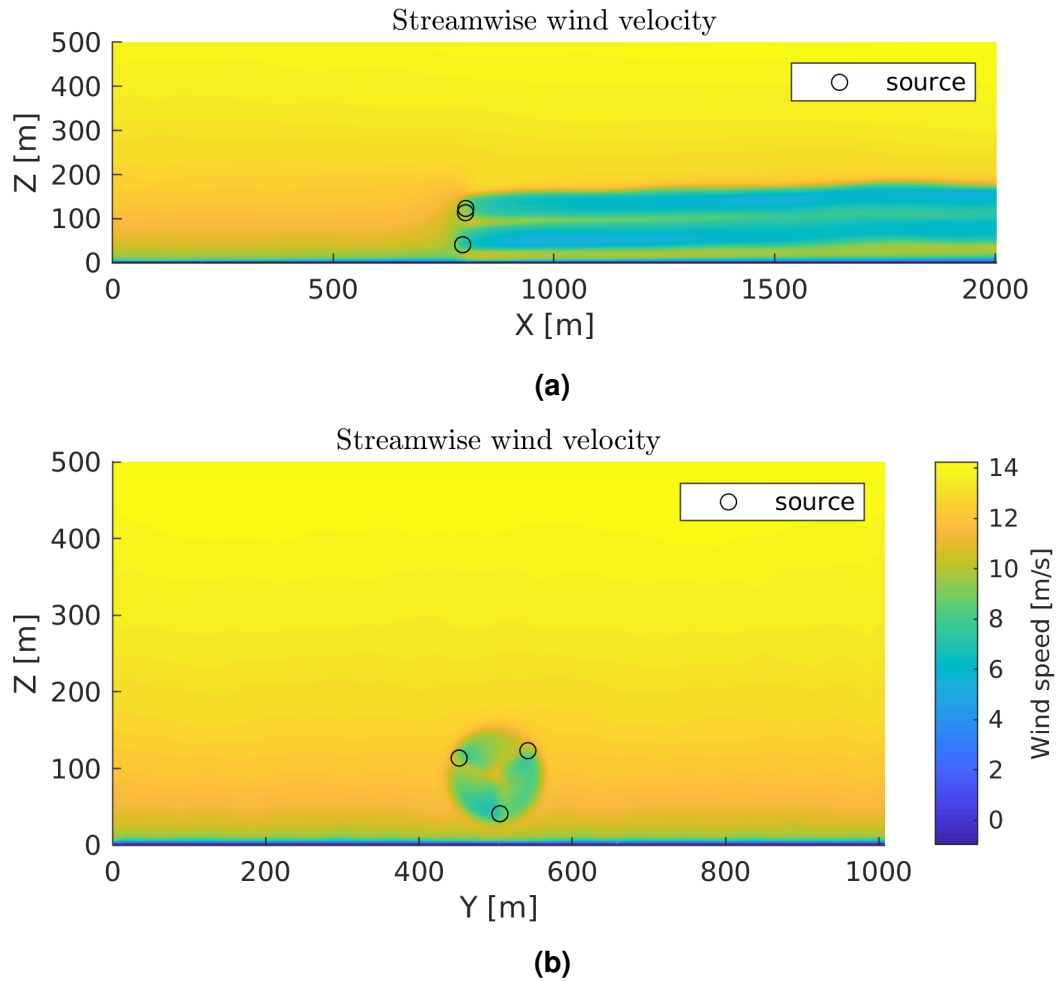 Streamwise wind velocity
500
400
300
200
100
0
Z [m]
source
0 500 1000 1500 2000
X [m]
(a)
Streamwise wind velocity
500
400
300
200
100
0
Z [m]
source
0 200 400 600 800 1000
Y [m]
14
12
10
8
6
4
2
0
Wind speed [m/s]
(b)